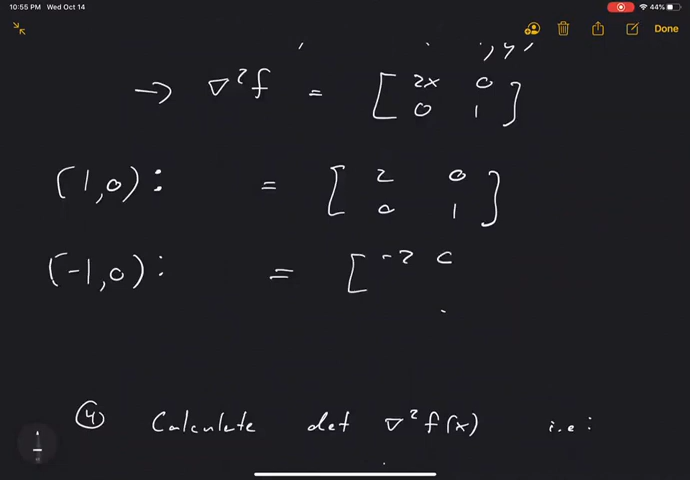 10:55 PM Wed Oct 14 44%
Done
→ ∇²f = [ 2x 0
0 1 ]
(1,0): = [ 2 0
0 1 ]
(-1,0): = [ -2
④ Calculate det ∇²f(x) i.e: